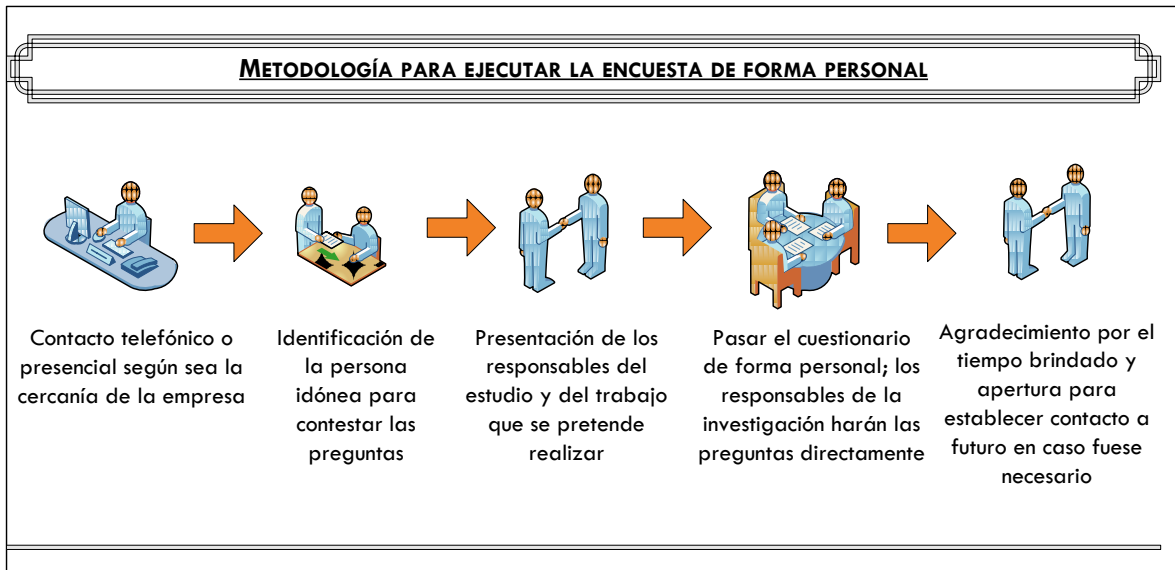 METODOLOGÍA PARA EJECUTAR LA ENCUESTA DE FORMA PERSONAL
Contacto telefónico o
presencial según sea la
cercanía de la empresa
Identificación de
la persona
idónea para
contestar las
preguntas
Presentación de los
responsables del
estudio y del trabajo
que se pretende
realizar
Pasar el cuestionario
de forma personal; los
responsables de la
investigación harán las
preguntas directamente
Agradecimiento por el
tiempo brindado y
apertura para
establecer contacto a
futuro en caso fuese
necesario